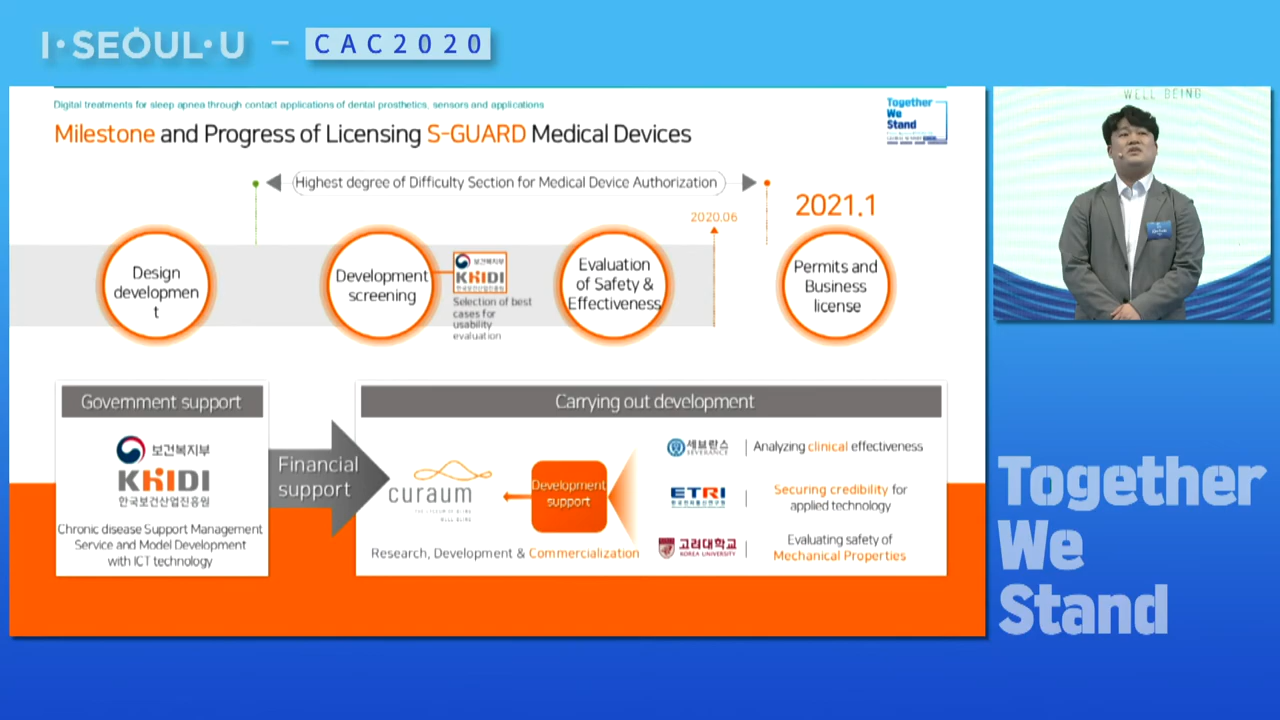 I·SEOUL·U
CAC2020
Digital treatments for sleep apnea through contact applications of dental prosthetics, sensors and applications
Milestone and Progress of Licensing S-GUARD Medical Devices
Together
We
Stand
WELL BEING
Highest degree of Difficulty Section for Medical Device Authorization
2021.1
2020.06
Design
developmen
t
Development
screening
보건복지부
KHIDI
한국보건산업진흥원
Selection of best
cases for
usability
evaluation
Evaluation
of Safety &
Effectiveness
Permits and
Business
license
Government support
보건복지부
KHIDI
한국보건산업진흥원
Chronic disease Support Management
Service and Model Development
with ICT technology
Financial
support
Carrying out development
curaum
WELL BEING
Research, Development & Commercialization
Development
support
세브란스
SEVERANCE
Analyzing clinical effectiveness
ETRI
한국전자통신연구원
Securing credibility for
applied technology
고려대학교
KOREA UNIVERSITY
Evaluating safety of
Mechanical Properties
Together
We
Stand